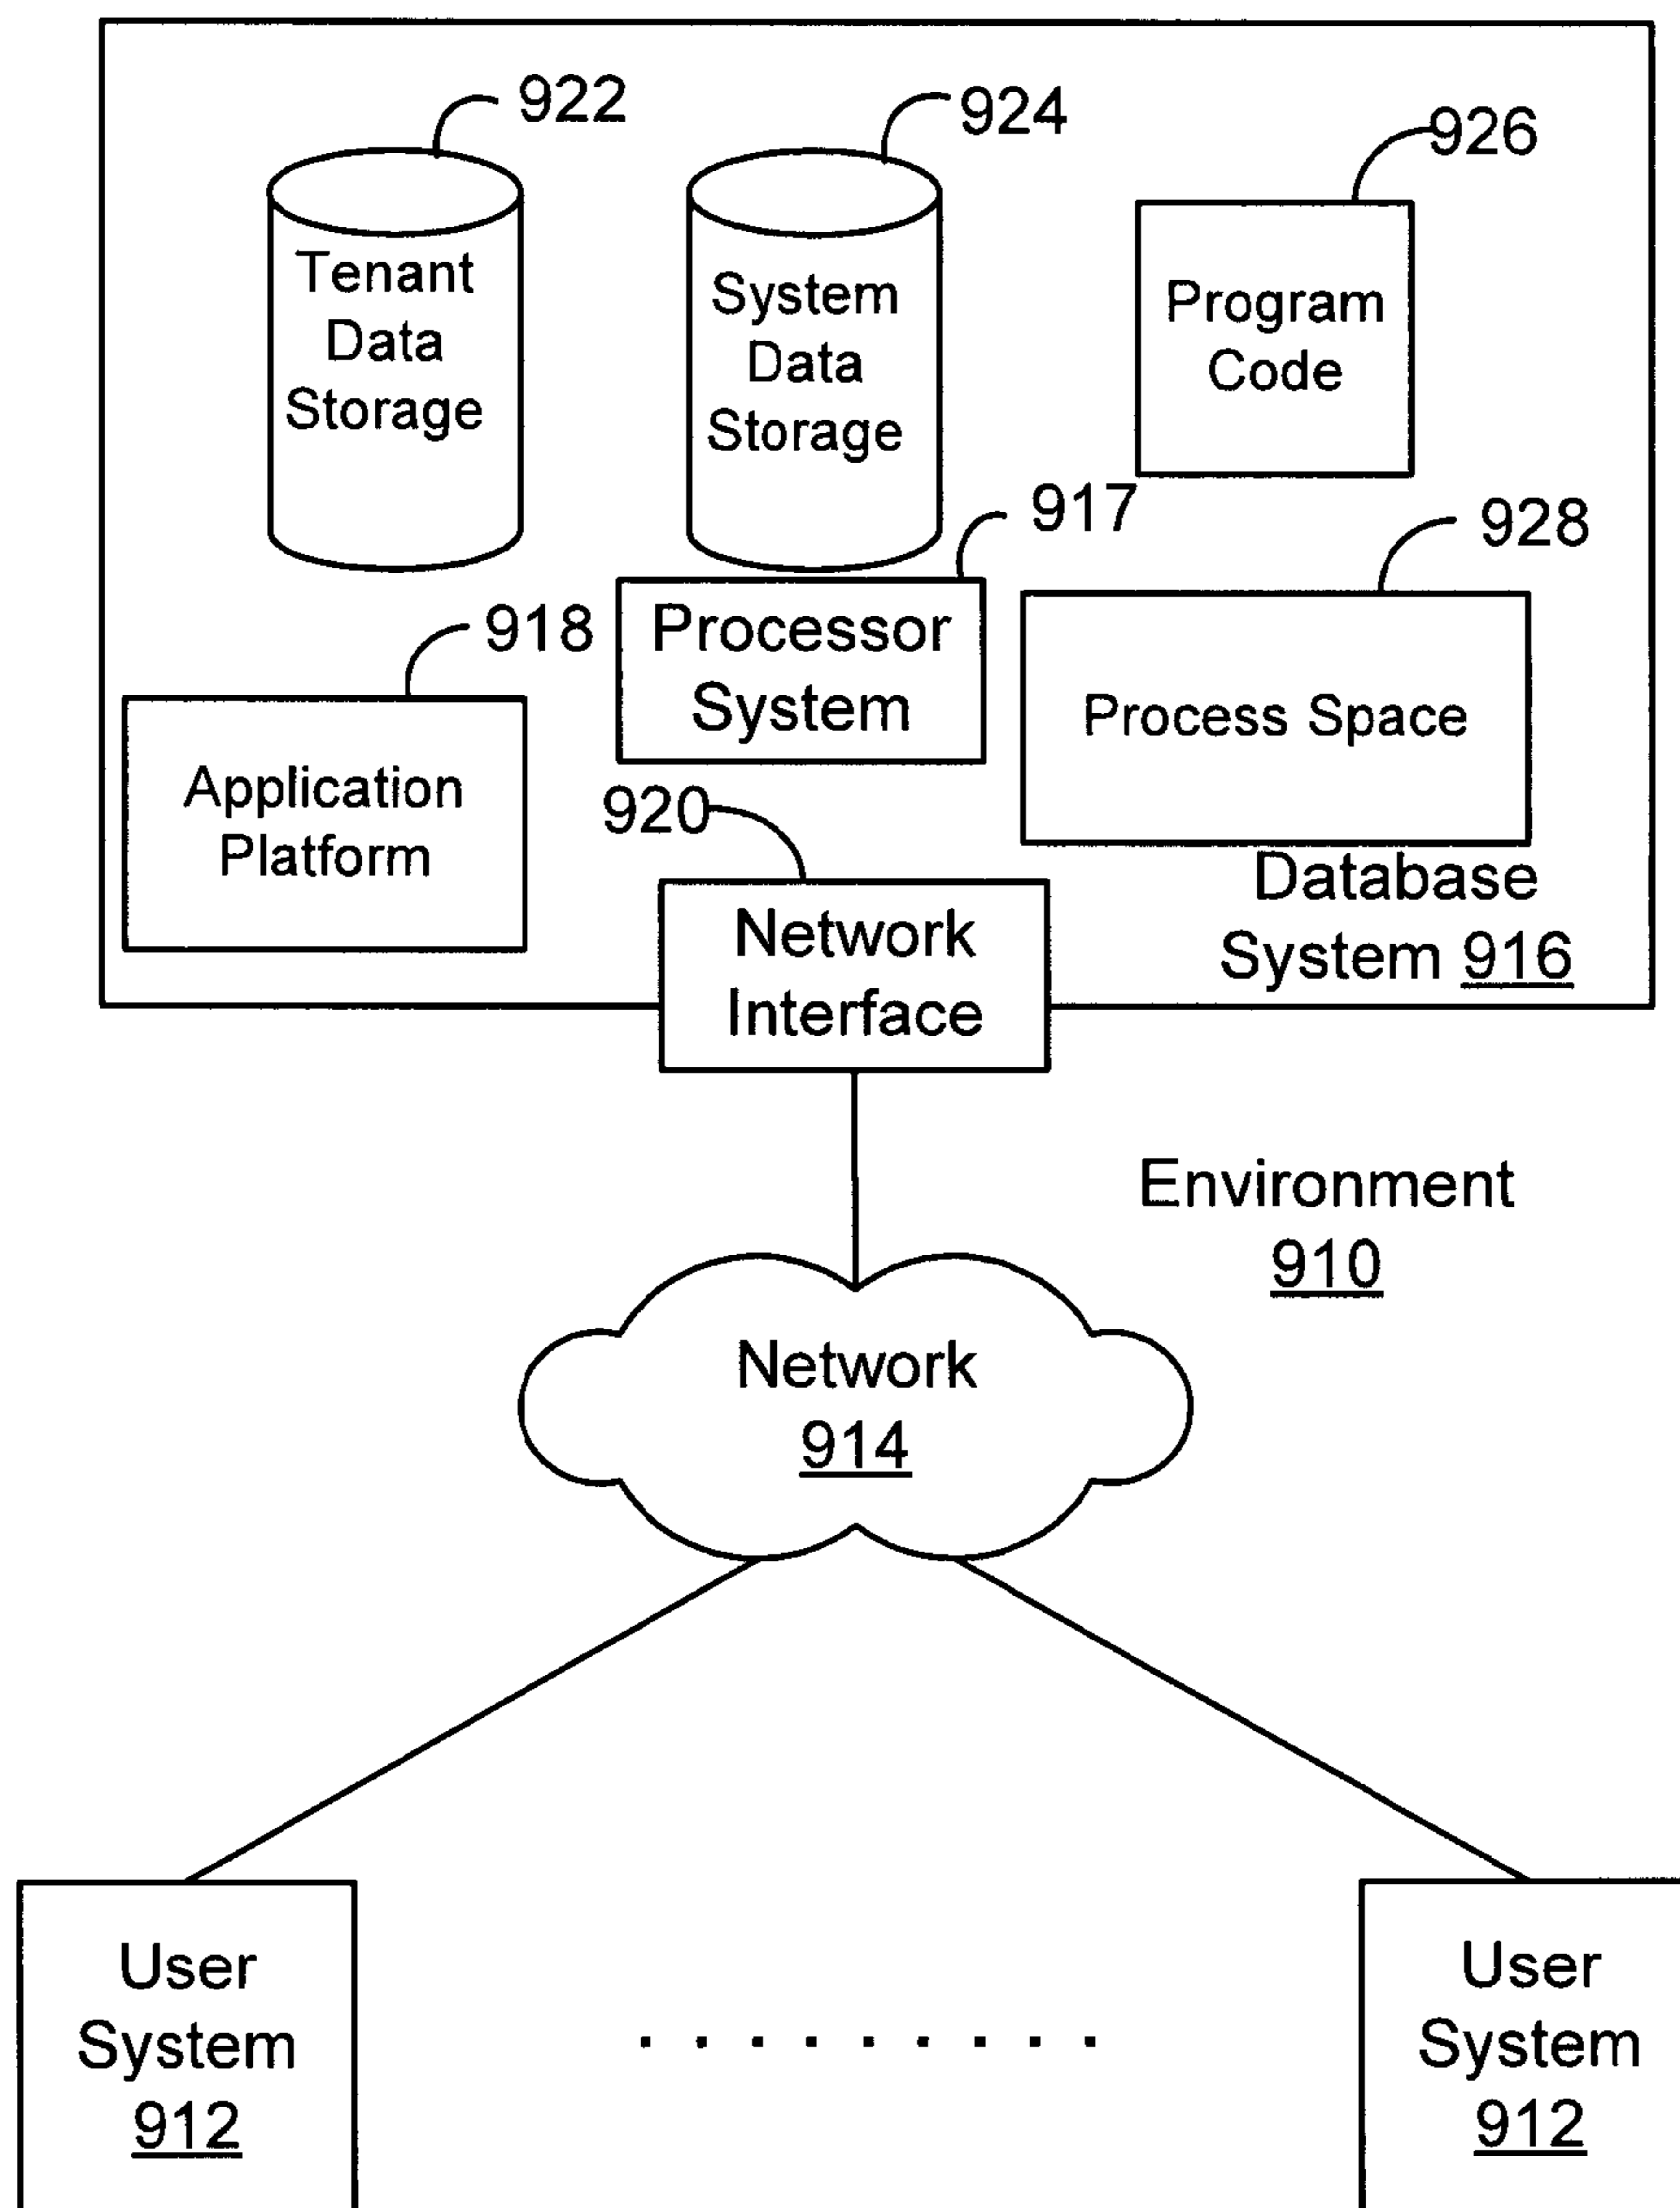 922
924
926
Tenant
Data
Storage
System
Data
Storage
Program
Code
917
928
918
Processor
System
Process Space
Application
Platform
920
Database
System 916
Network
Interface
Environment
910
Network
914
User
System
912
User
System
912